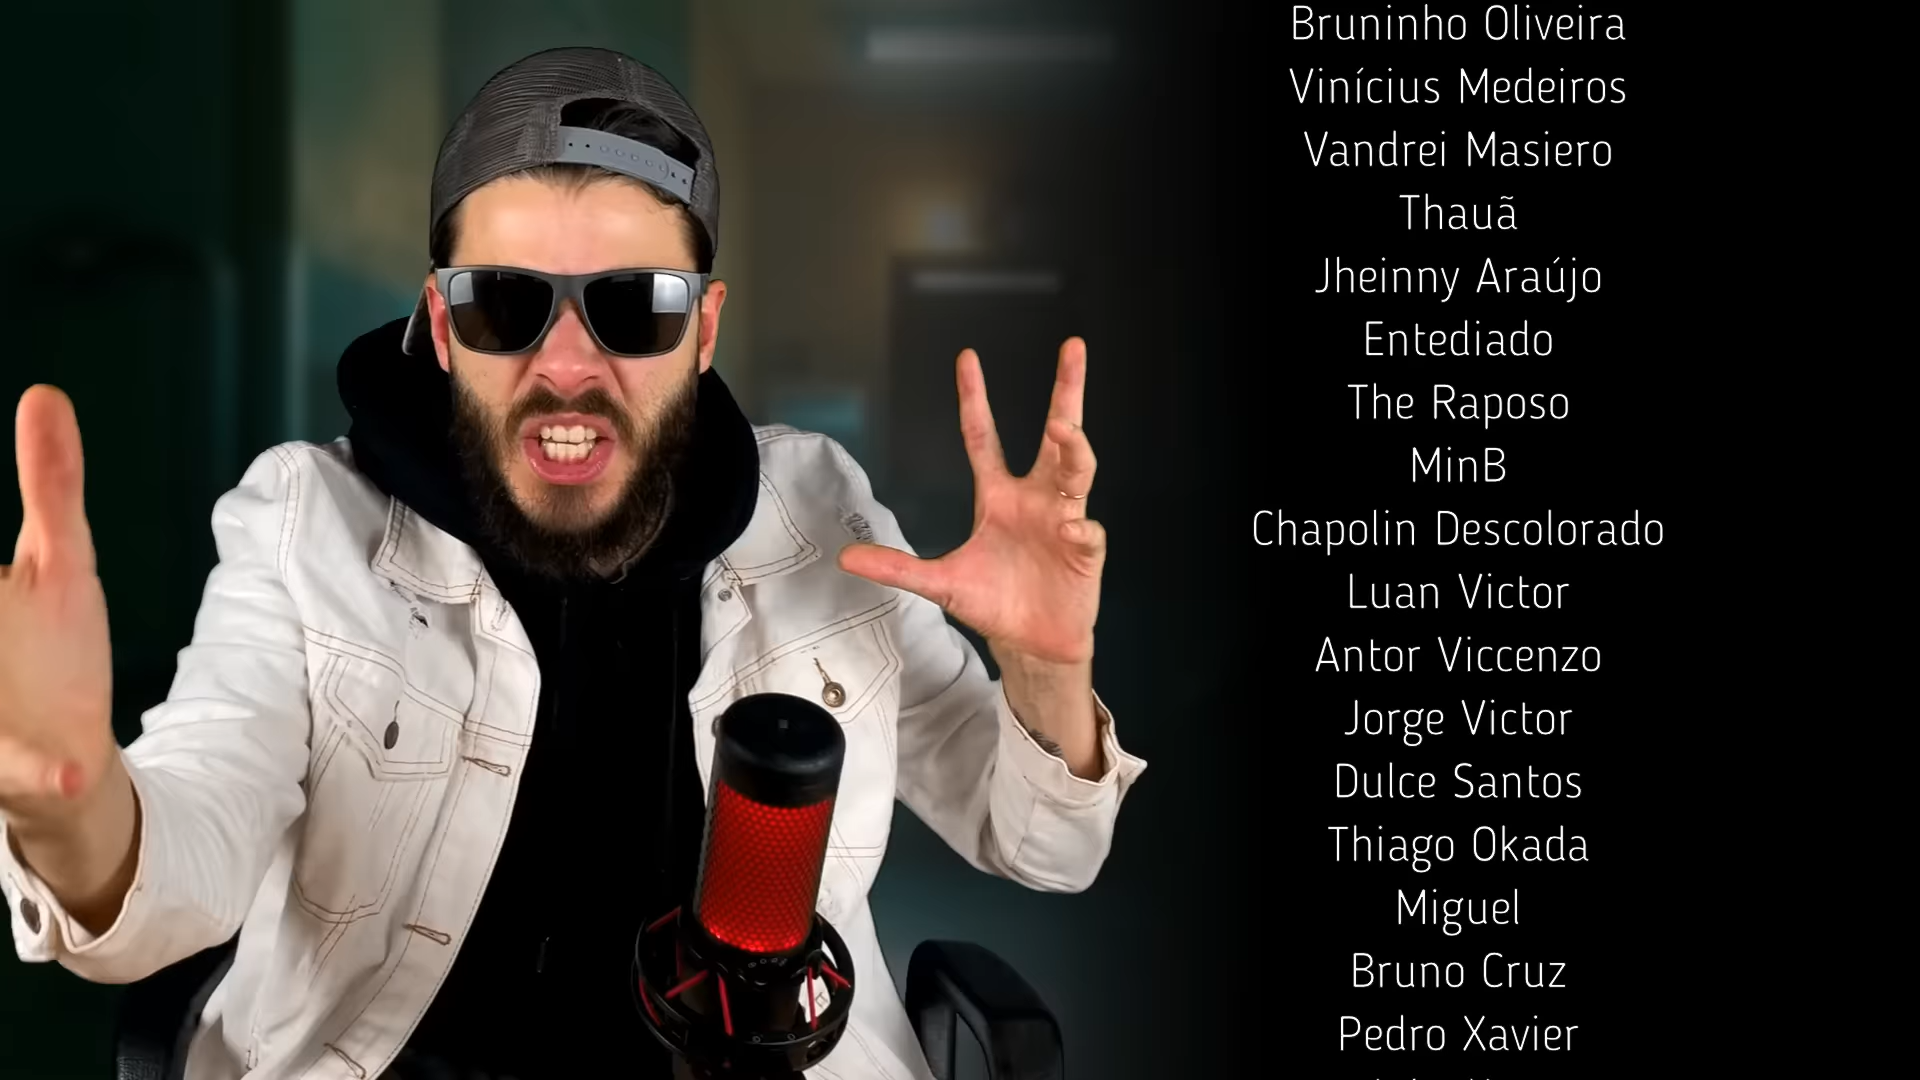 Bruninho Oliveira
Vinícius Medeiros
Vandrei Masiero
Thauã
Jheinny Araújo
Entediado
The Raposo
MinB
Chapolin Descolorado
Luan Victor
Antor Viccenzo
Jorge Victor
Dulce Santos
Thiago Okada
Miguel
Bruno Cruz
Pedro Xavier